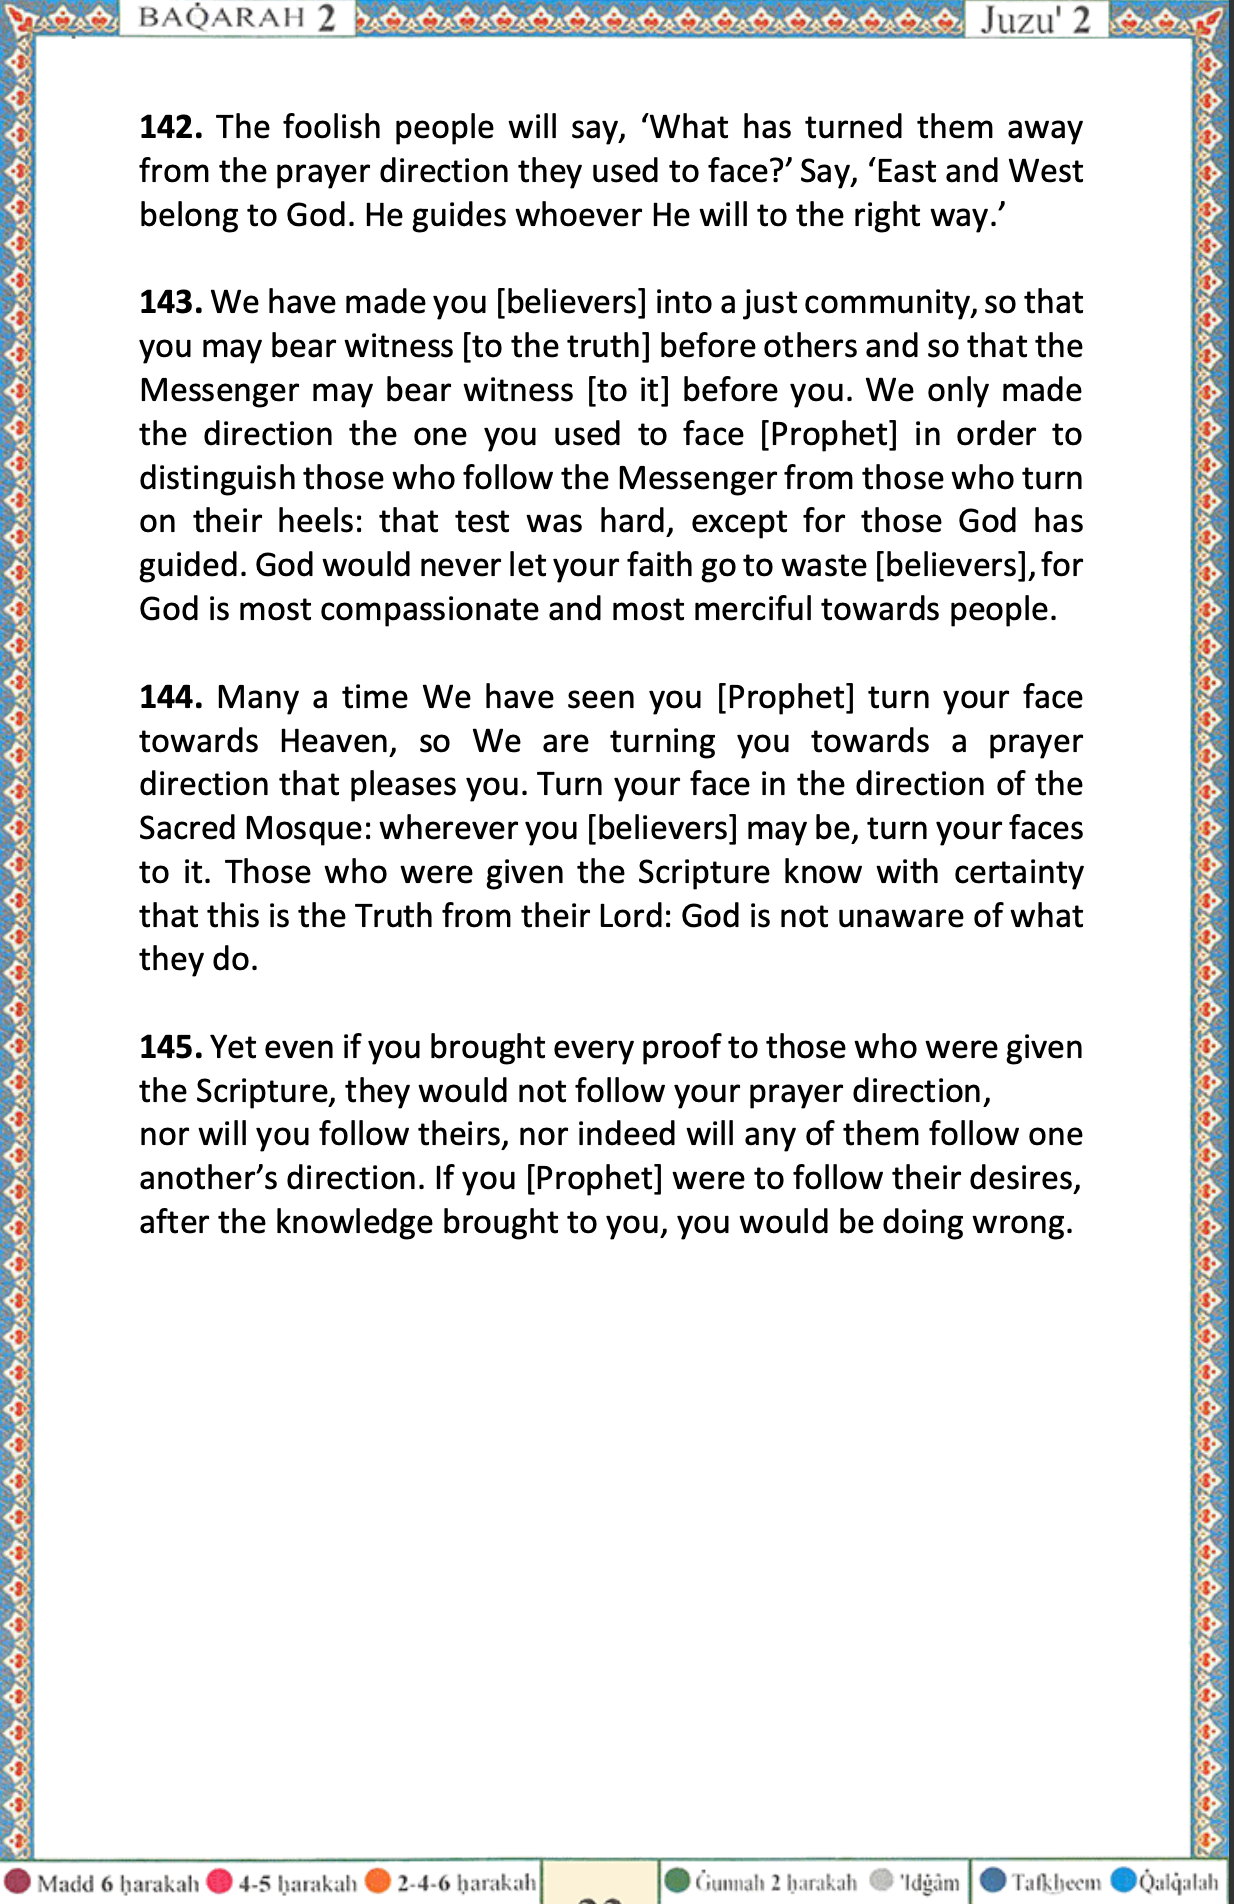 BAQ̇ARAH 2
Juzu' 2
142. The foolish people will say, ‘What has turned them away
from the prayer direction they used to face?’ Say, ‘East and West
belong to God. He guides whoever He will to the right way.’
143. We have made you [believers] into a just community, so that
you may bear witness [to the truth] before others and so that the
Messenger may bear witness [to it] before you. We only made
the direction the one you used to face [Prophet] in order to
distinguish those who follow the Messenger from those who turn
on their heels: that test was hard, except for those God has
guided. God would never let your faith go to waste [believers], for
God is most compassionate and most merciful towards people.
144. Many a time We have seen you [Prophet] turn your face
towards Heaven, so We are turning you towards a prayer
direction that pleases you. Turn your face in the direction of the
Sacred Mosque: wherever you [believers] may be, turn your faces
to it. Those who were given the Scripture know with certainty
that this is the Truth from their Lord: God is not unaware of what
they do.
145. Yet even if you brought every proof to those who were given
the Scripture, they would not follow your prayer direction,
nor will you follow theirs, nor indeed will any of them follow one
another’s direction. If you [Prophet] were to follow their desires,
after the knowledge brought to you, you would be doing wrong.
Madd 6 ḥarakah 4-5 ḥarakah 2-4-6 ḥarakah
Ġunnah 2 ḥarakah 'Idġâm Tafkheem Q̇alq̇alah